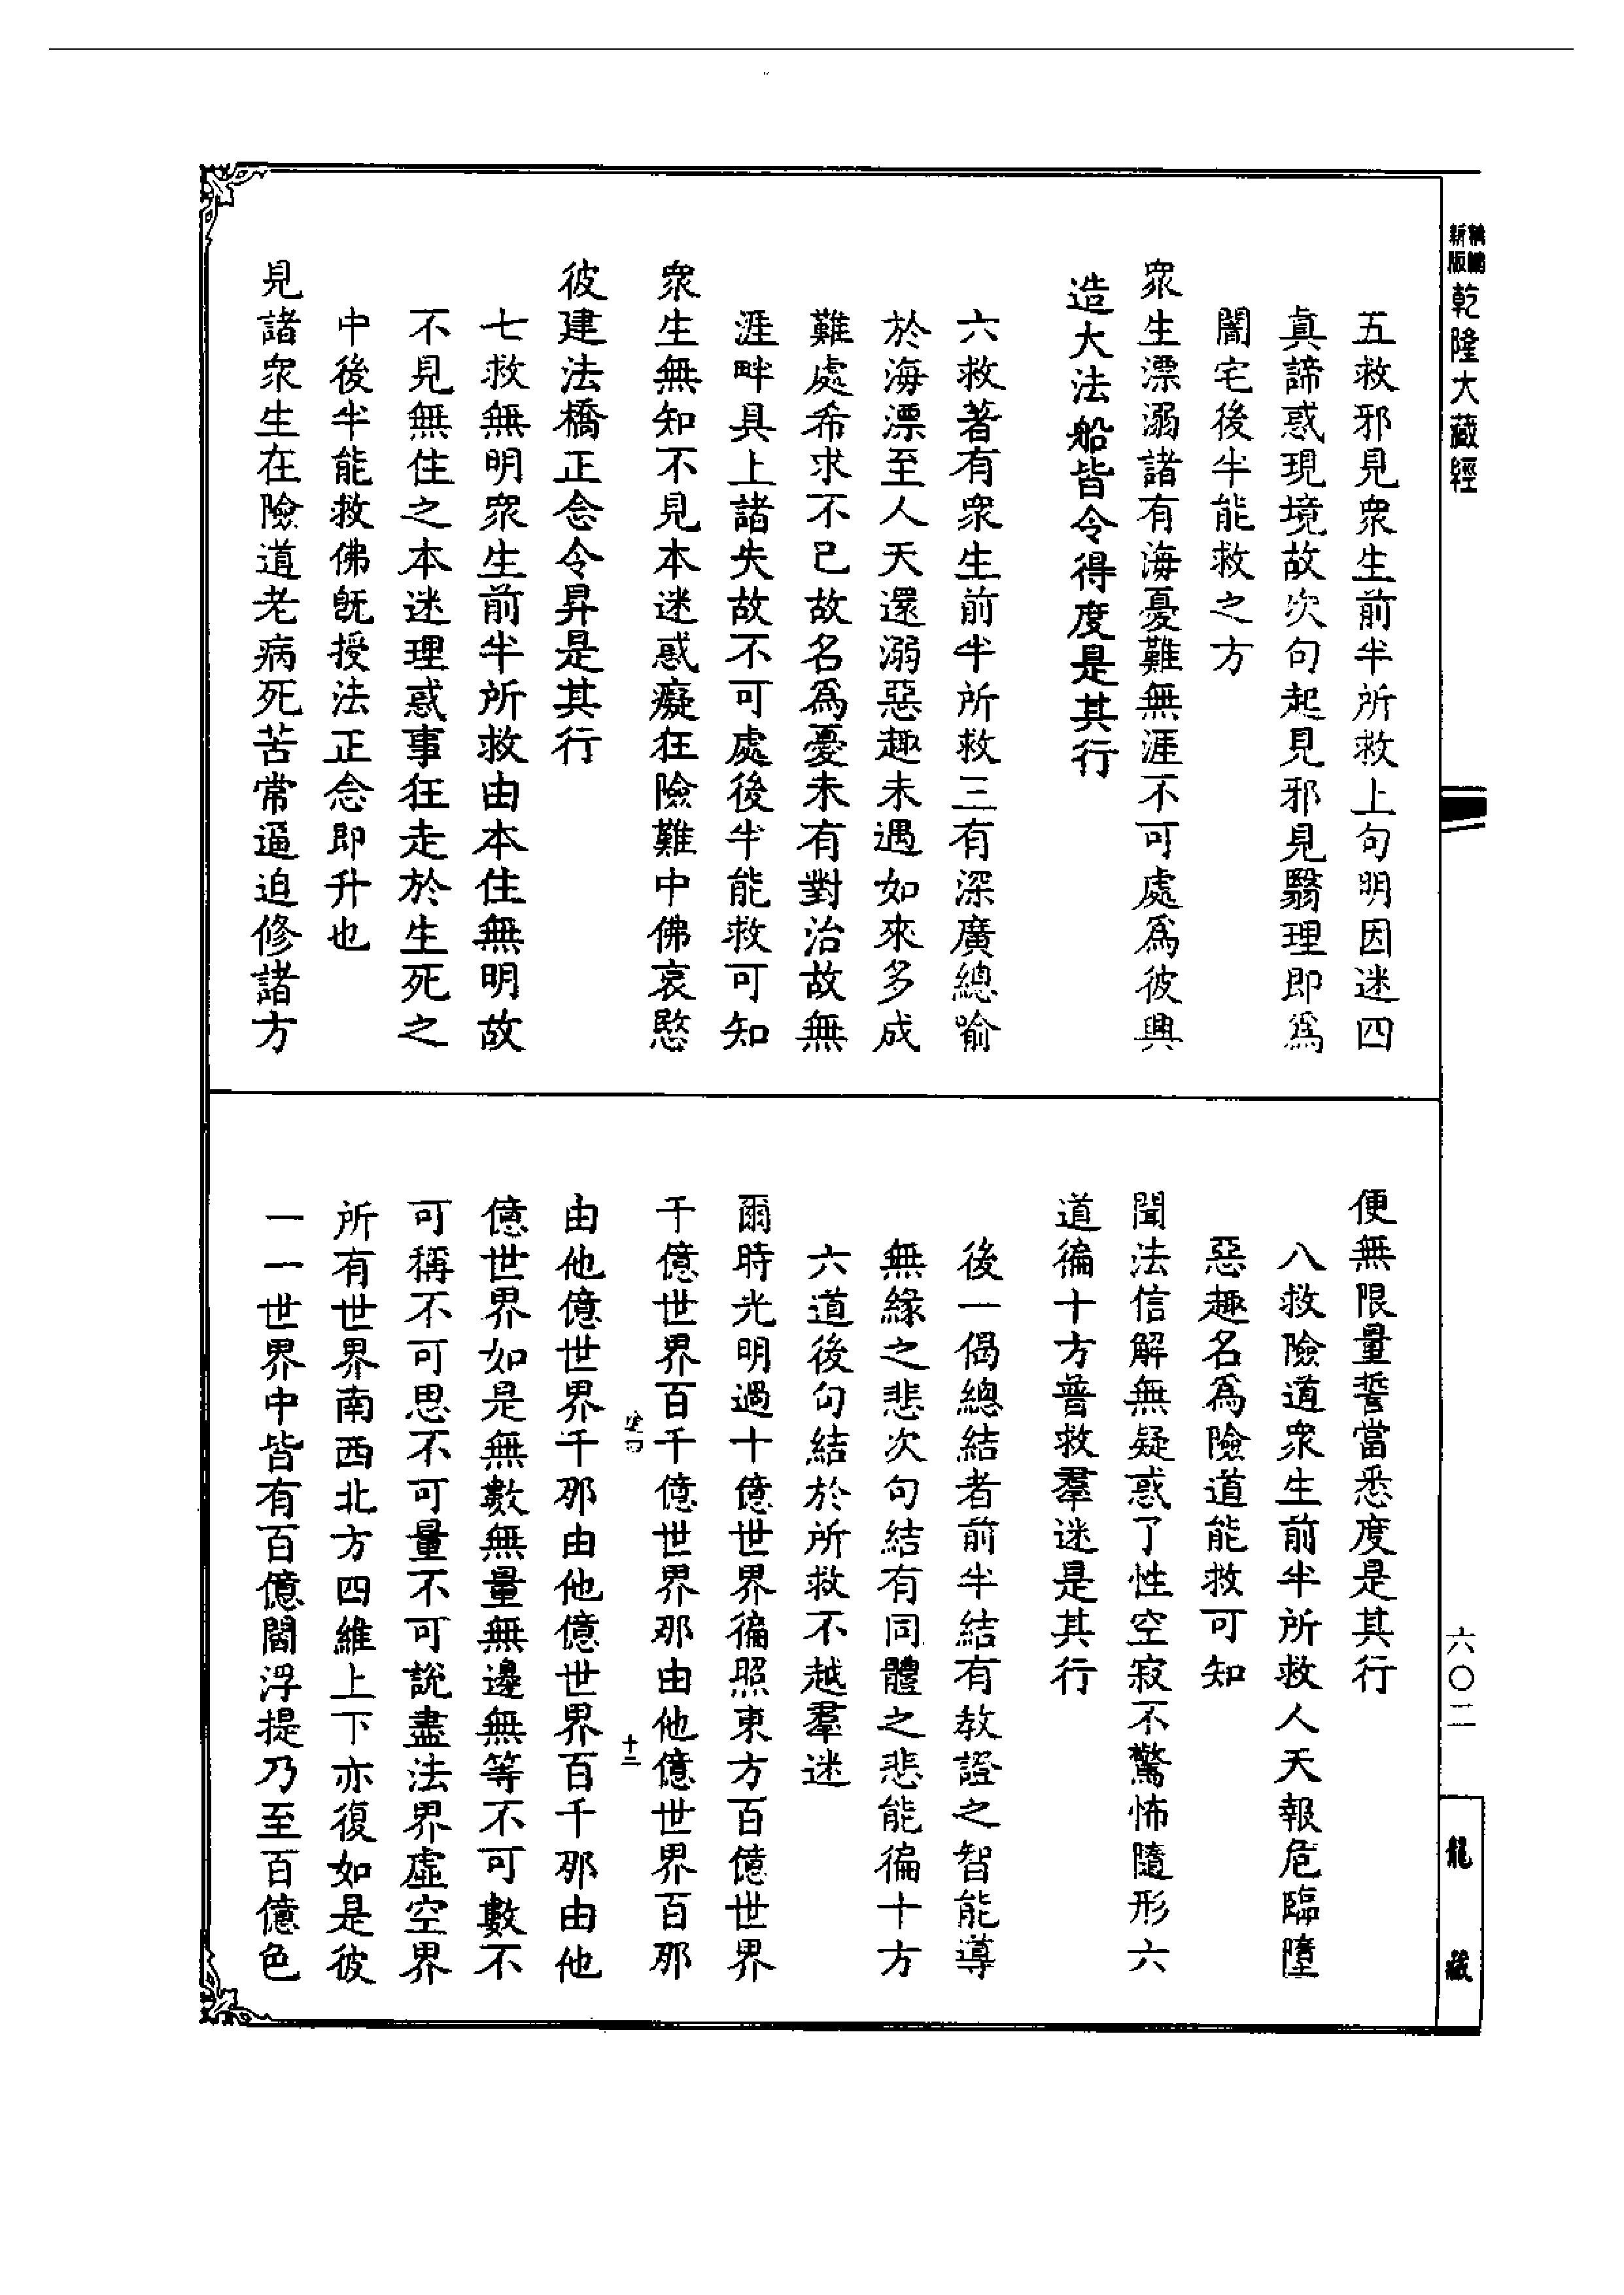 新版
精編
乾隆大藏經
五救邪見衆生前半所救上句明因迷四
真諦惑現境故次句起見邪見翳理即爲
闇宅後半能救之方
衆生漂溺諸有海憂難無涯不可處爲彼興
造大法船皆令得度是其行
六救著有衆生前半所救三有深廣總喻
於海漂至人天還溺惡趣未遇如來多成
難處希求不已故名爲憂未有對治故無
涯畔具上諸失故不可處後半能救可知
衆生無知不見本迷惑癡狂險難中佛哀愍
彼建法橋正念令昇是其行
七救無明衆生前半所救由本住無明故
不見無住之本迷理惑事狂走於生死之
中後半能救佛旣授法正念即升也
見諸衆生在險道老病死苦常逼迫修諸方
便無限量誓當悉度是其行
八救險道衆生前半所救人天報危臨墮
惡趣名爲險道能救可知
聞法信解無疑惑了性空寂不驚怖隨形六
道徧十方普救羣迷是其行
後一偈總結者前半結有教證之智能導
無緣之悲次句結有同體之悲能徧十方
六道後句結於所救不越羣迷
爾時光明過十億世界徧照東方百億世界
千億世界百千億世界那由他億世界百那
十二
由他億世界千那由他億世界百千那由他
億世界如是無數無量無邊無等不可數不
可稱不可思不可量不可說盡法界虛空界
所有世界南西北方四維上下亦復如是彼
一一世界中皆有百億閻浮提乃至百億色
六〇二
龍藏